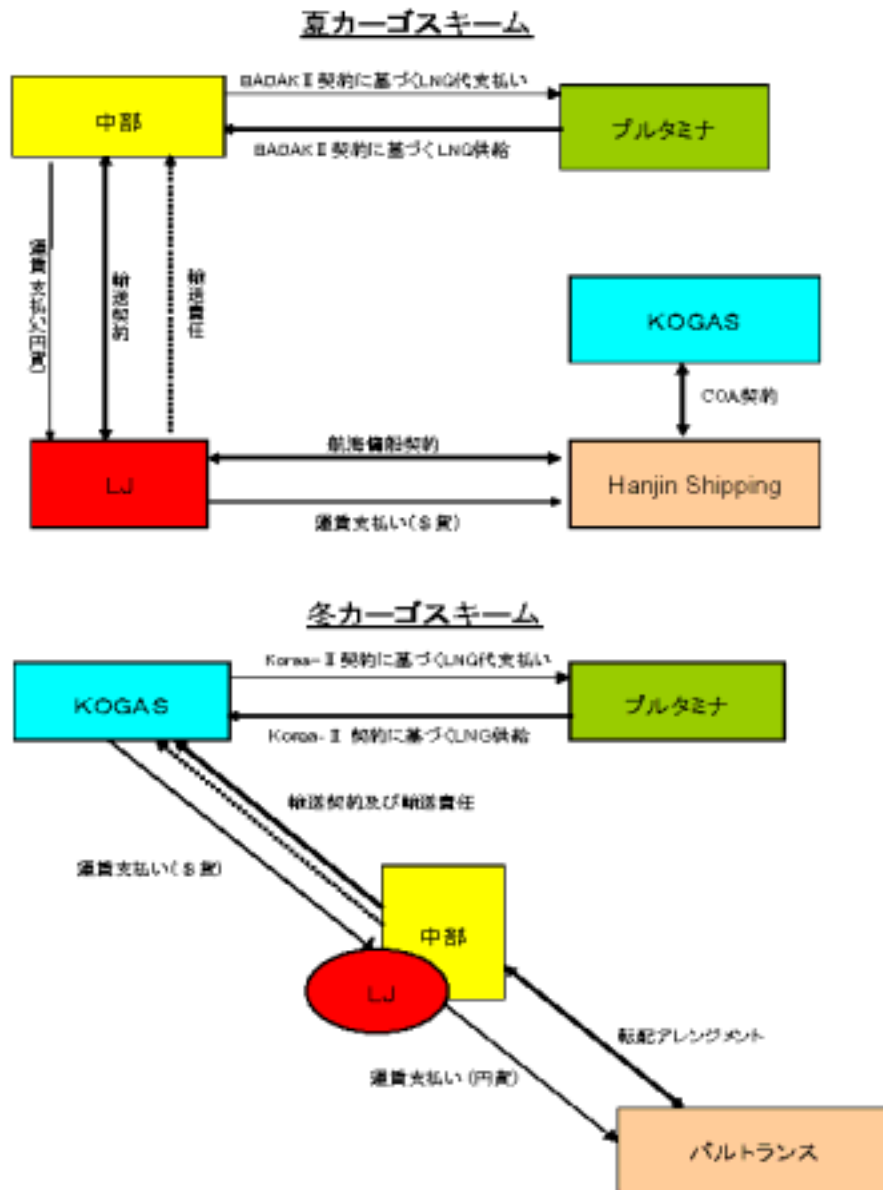 夏カーゴスキーム
BADAKⅡ契約に基づくLNG代支払い
中部
プルタミナ
BADAKⅡ契約に基づくLNG供給
運賃支払い(円貨)
輸送契約
輸送責任
KOGAS
COA契約
航海傭船契約
LJ
Hanjin Shipping
運賃支払い($貨)
冬カーゴスキーム
Korea-Ⅱ契約に基づくLNG代支払い
KOGAS
プルタミナ
Korea-Ⅱ 契約に基づくLNG供給
輸送契約及び輸送責任
運賃支払い($貨)
中部
LJ
転配アレンジメント
運賃支払い(円貨)
バルトランス